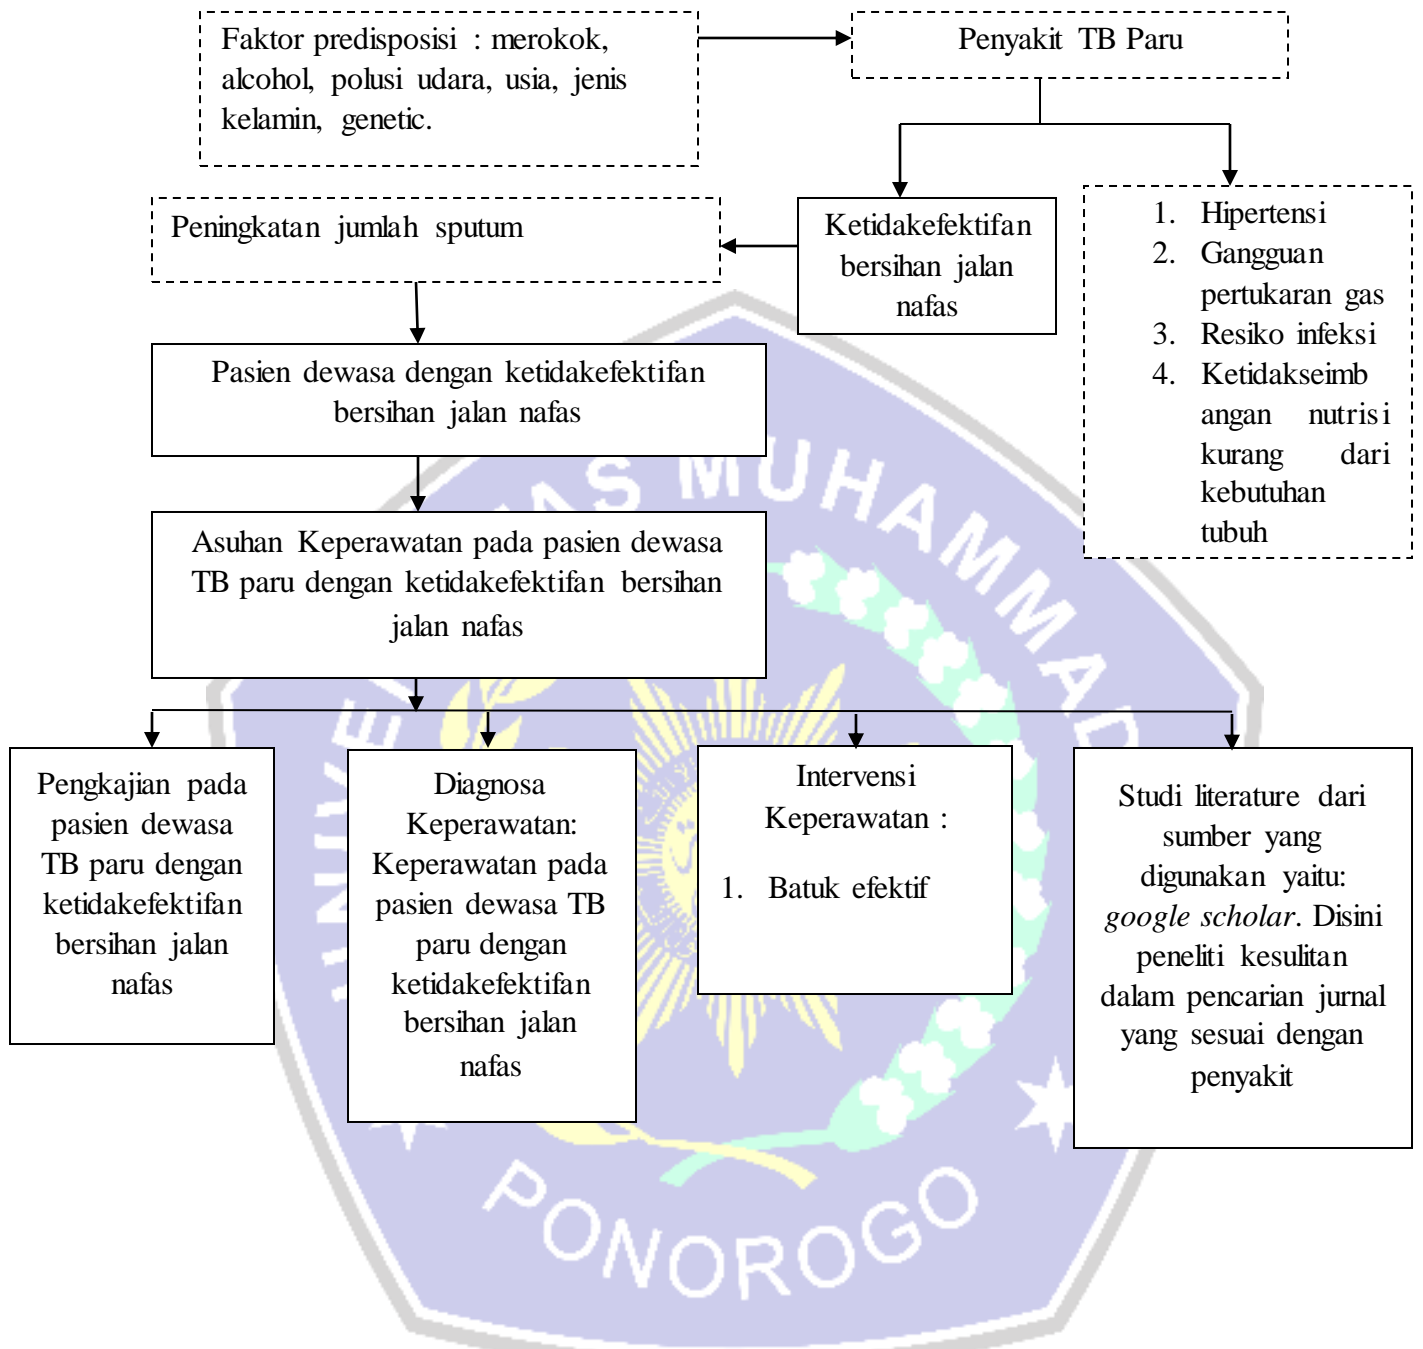 Faktor predisposisi : merokok,
alcohol, polusi udara, usia, jenis
kelamin, genetic.
Penyakit TB Paru
Peningkatan jumlah sputum
Ketidakefektifan
bersihan jalan
nafas
1. Hipertensi
2. Gangguan
pertukaran gas
3. Resiko infeksi
4. Ketidakseimb
angan nutrisi
kurang dari
kebutuhan
tubuh
Pasien dewasa dengan ketidakefektifan
bersihan jalan nafas
Asuhan Keperawatan pada pasien dewasa
TB paru dengan ketidakefektifan bersihan
jalan nafas
Pengkajian pada
pasien dewasa
TB paru dengan
ketidakefektifan
bersihan jalan
nafas
Diagnosa
Keperawatan:
Keperawatan pada
pasien dewasa TB
paru dengan
ketidakefektifan
bersihan jalan
nafas
Intervensi
Keperawatan :
1. Batuk efektif
Studi literature dari
sumber yang
digunakan yaitu:
google scholar. Disini
peneliti kesulitan
dalam pencarian jurnal
yang sesuai dengan
penyakit
MUHAMMAD
PONOROGO